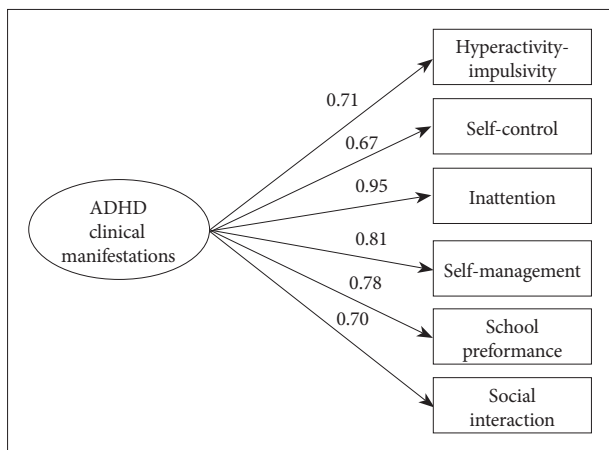 Hyperactivity-
impulsivity
0.71
Self-control
0.67
0.95
Inattention
ADHD
clinical
manifestations
0.81
Self-management
0.78
School
preformance
0.70
Social
interaction